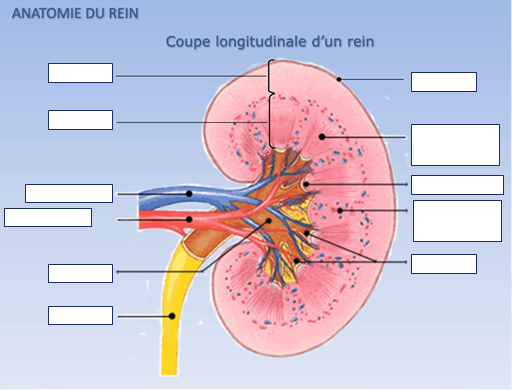 ANATOMIE DU REIN
Coupe longitudinale d’un rein